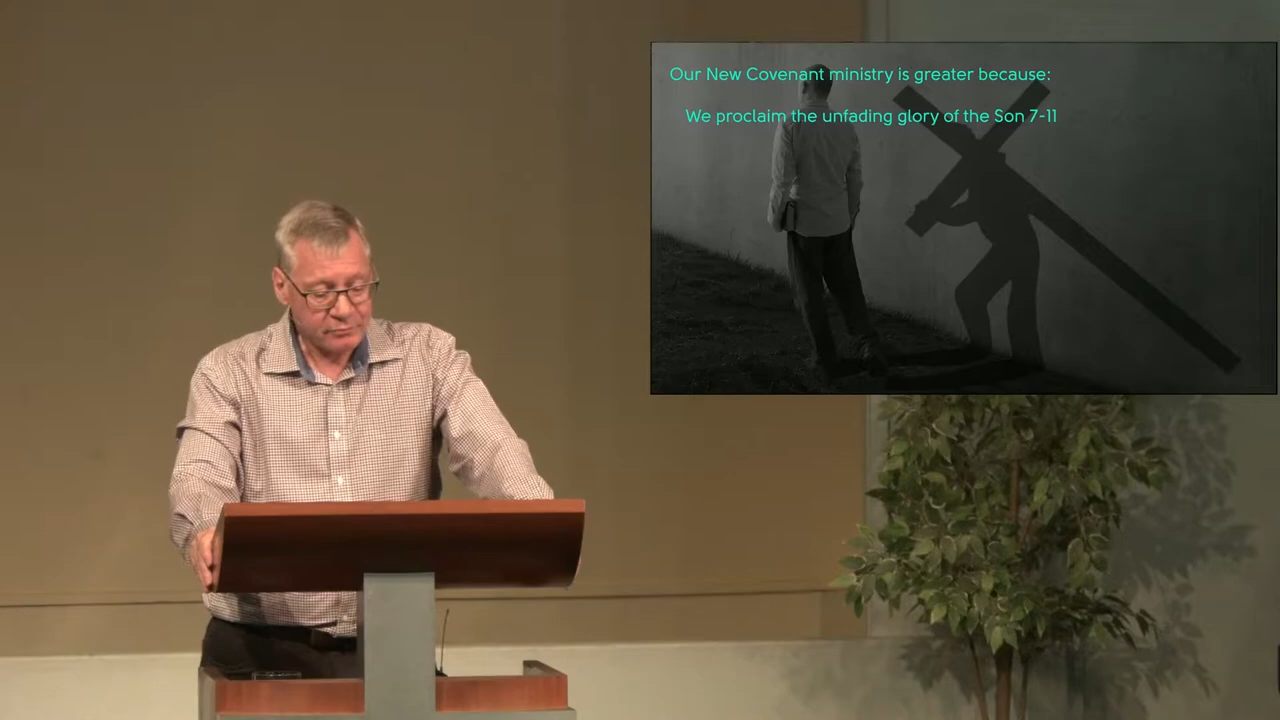 Our New Covenant ministry is greater because:
We proclaim the unfading glory of the Son 7-11